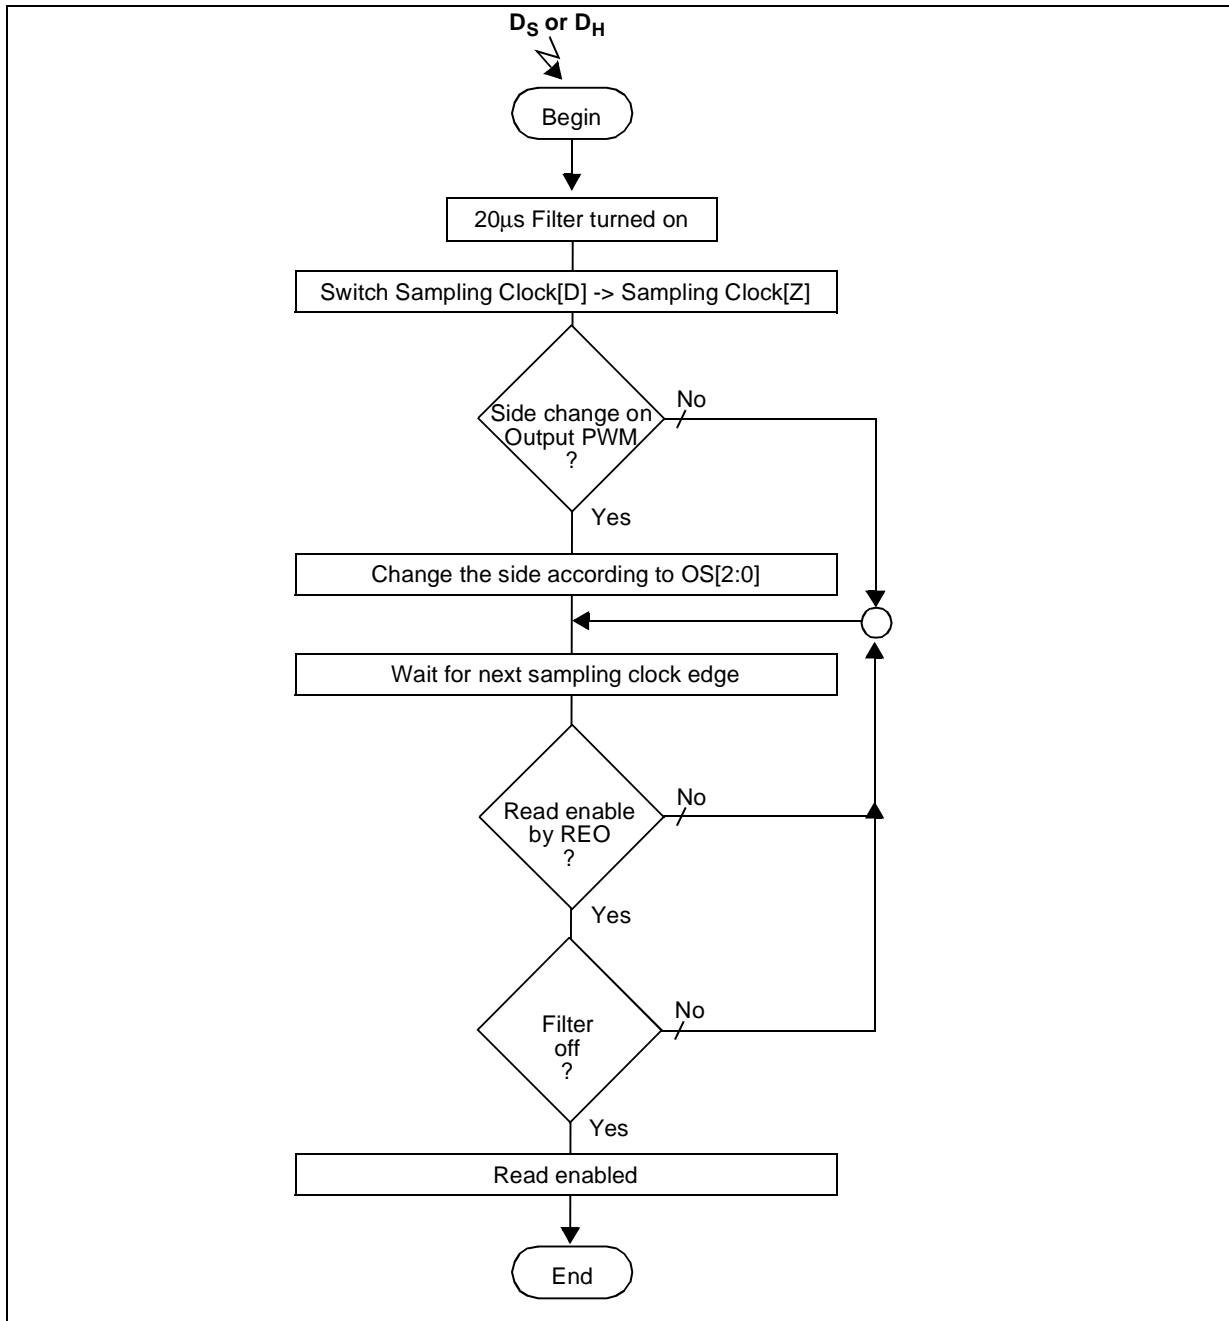 DS or DH
Begin
20µs Filter turned on
Switch Sampling Clock[D] -> Sampling Clock[Z]
Side change on
Output PWM
?
No
Yes
Change the side according to OS[2:0]
Wait for next sampling clock edge
Read enable
by REO
?
No
Yes
Filter
off
?
No
Yes
Read enabled
End